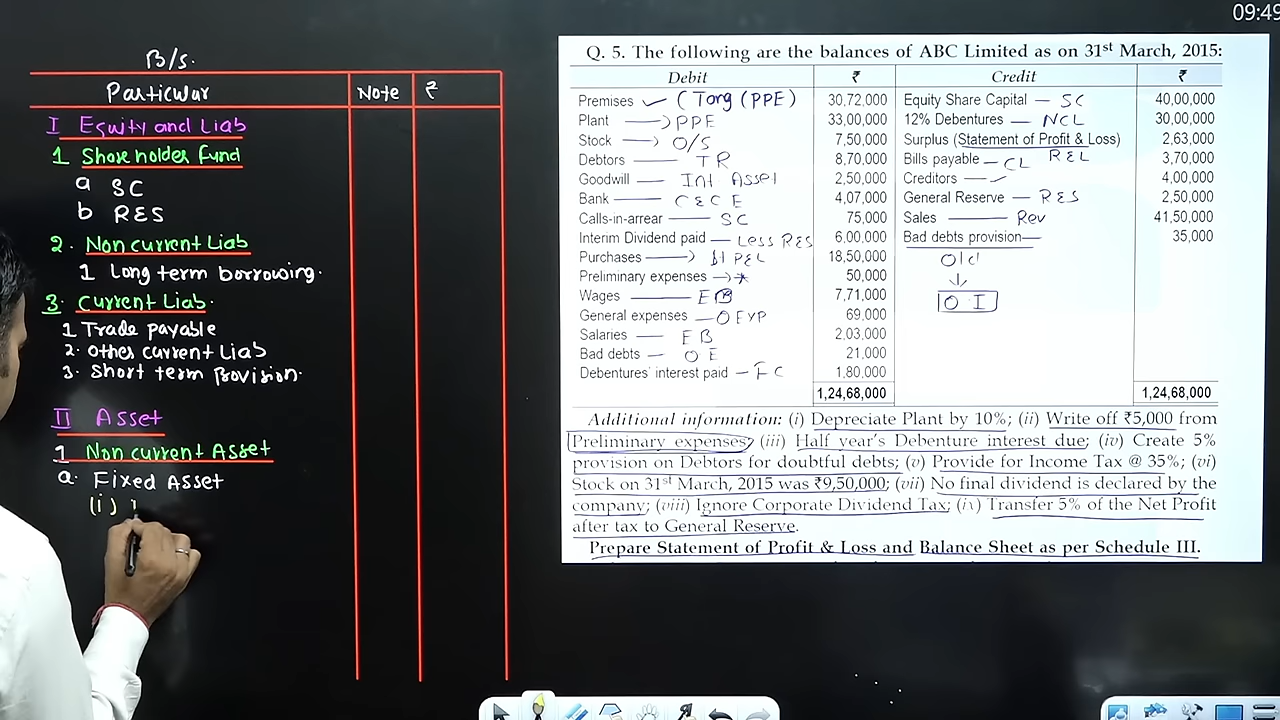 09:49
B/s.
Particular Note ₹
I Equity and Liab
1 Shareholder Fund
a SC
b RES
2. Non current Liab
1 Long term borrowing.
3. Current Liab.
1 Trade payable
2. other current Liab
3. Short term Provision.
II Asset
1 Non current Asset
a. Fixed Asset
(i)
Q. 5. The following are the balances of ABC Limited as on 31st March, 2015:
Debit ₹ Credit ₹
Premises (Tang (PPE) 30,72,000 Equity Share Capital — SC 40,00,000
Plant → PPE 33,00,000 12% Debentures — NCL 30,00,000
Stock → O/S 7,50,000 Surplus (Statement of Profit & Loss) 2,63,000
Debtors — TR 8,70,000 Bills payable — CL REL 3,70,000
Goodwill — Int Asset 2,50,000 Creditors — 4,00,000
Bank — C&CE 4,07,000 General Reserve — RES 2,50,000
Calls-in-arrear — SC 75,000 Sales — Rev 41,50,000
Interim Dividend paid — Less RES 6,00,000 Bad debts provision— 35,000
Purchases → P&L 18,50,000 Old
Preliminary expenses → * 50,000
Wages — EB 7,71,000 O I
General expenses — O EXP 69,000
Salaries — EB 2,03,000
Bad debts — OE 21,000
Debentures' interest paid — FC 1,80,000
1,24,68,000 1,24,68,000
Additional information: (i) Depreciate Plant by 10%; (ii) Write off ₹5,000 from
Preliminary expenses; (iii) Half year's Debenture interest due; (iv) Create 5%
provision on Debtors for doubtful debts; (v) Provide for Income Tax @ 35%; (vi)
Stock on 31st March, 2015 was ₹9,50,000; (vii) No final dividend is declared by the
company; (viii) Ignore Corporate Dividend Tax; (ix) Transfer 5% of the Net Profit
after tax to General Reserve.
Prepare Statement of Profit & Loss and Balance Sheet as per Schedule III.